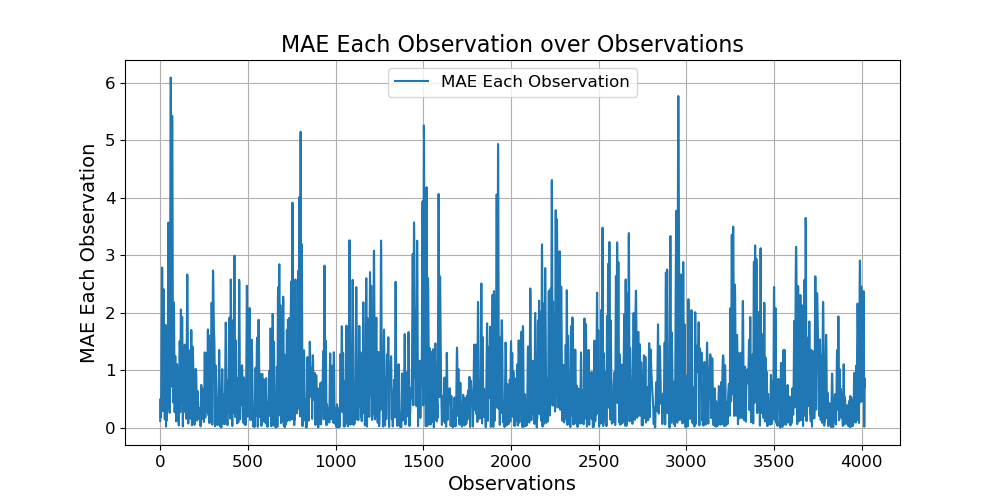 MAE Each Observation over Observations
MAE Each Observation
MAE Each Observation
6
5
4
3
2
1
0
0 500 1000 1500 2000 2500 3000 3500 4000
Observations